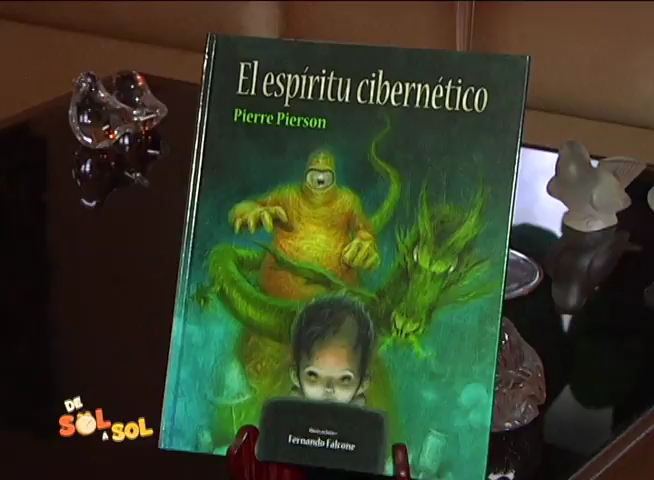 El espíritu cibernético
Pierre Pierson
Fernando Falcone
DE
SOL
A SOL